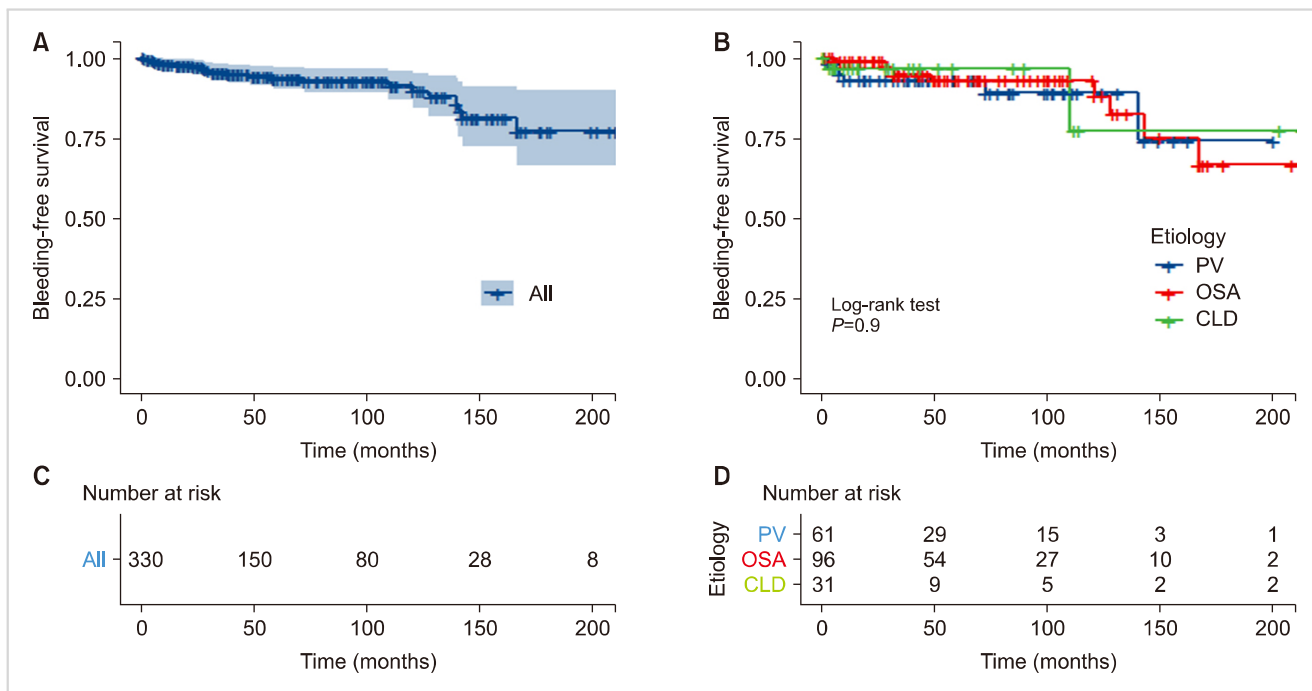 A
Bleeding-free survival
1.00
0.75
0.50
0.25
0.00
All
0 50 100 150 200
Time (months)
B
Bleeding-free survival
1.00
0.75
0.50
0.25
0.00
Etiology
PV
OSA
CLD
Log-rank test
P=0.9
0 50 100 150 200
Time (months)
C
Number at risk
All 330 150 80 28 8
0 50 100 150 200
Time (months)
D
Number at risk
Etiology
PV 61 29 15 3 1
OSA 96 54 27 10 2
CLD 31 9 5 2 2
0 50 100 150 200
Time (months)